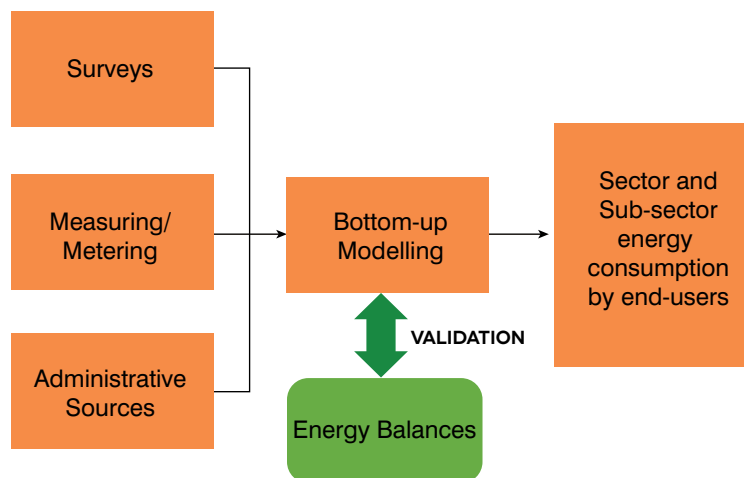 Surveys
Measuring/
Metering
Administrative
Sources
Bottom-up
Modelling
VALIDATION
Energy Balances
Sector and
Sub-sector
energy
consumption
by end-users